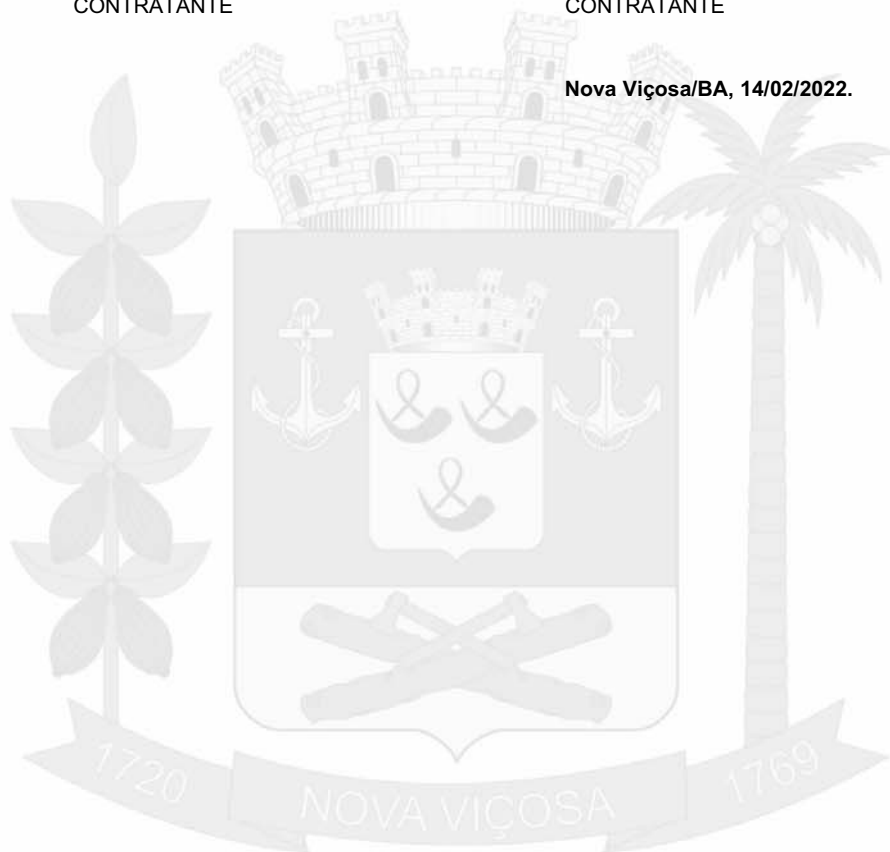 CONTRATANTE CONTRATANTE
Nova Viçosa/BA, 14/02/2022.
1720 NOVA VIÇOSA 1769